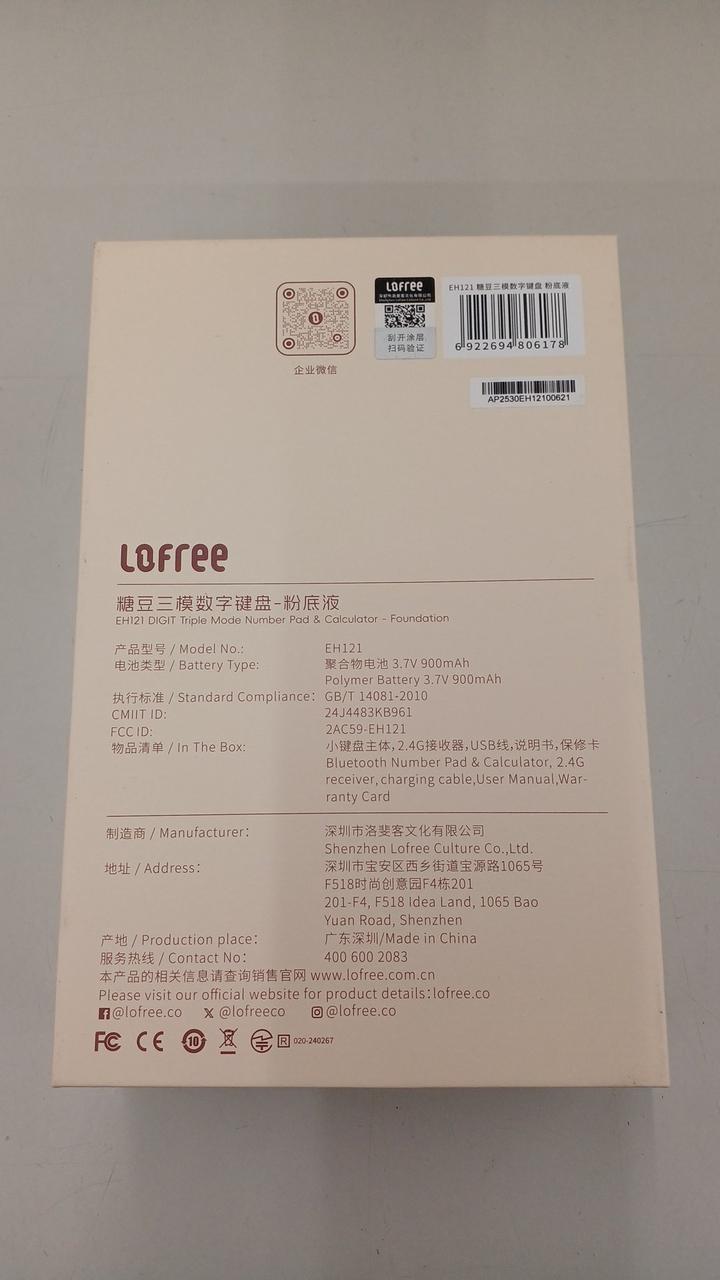 企业微信
Lofree
深圳市洛斐客文化有限公司
刮开涂层
扫码验证
EH121 糖豆三模数字键盘 粉底液
6 922694 806178
AP2530EH12100621
Lofree
糖豆三模数字键盘-粉底液
EH121 DIGIT Triple Mode Number Pad & Calculator - Foundation
产品型号 / Model No.: EH121
电池类型 / Battery Type: 聚合物电池 3.7V 900mAh
Polymer Battery 3.7V 900mAh
执行标准 / Standard Compliance: GB/T 14081-2010
CMIIT ID: 24J4483KB961
FCC ID: 2AC59-EH121
物品清单 / In The Box: 小键盘主体,2.4G接收器,USB线,说明书,保修卡
Bluetooth Number Pad & Calculator, 2.4G
receiver, charging cable,User Manual,War-
ranty Card
制造商 / Manufacturer: 深圳市洛斐客文化有限公司
Shenzhen Lofree Culture Co.,Ltd.
地址 / Address: 深圳市宝安区西乡街道宝源路1065号
F518时尚创意园F4栋201
201-F4, F518 Idea Land, 1065 Bao
Yuan Road, Shenzhen
产地 / Production place: 广东深圳/Made in China
服务热线 / Contact No: 400 600 2083
本产品的相关信息请查询销售官网 www.lofree.com.cn
Please visit our official website for product details:lofree.co
@lofree.co @lofreeco @lofree.co
FC CE 10 R 020-240267